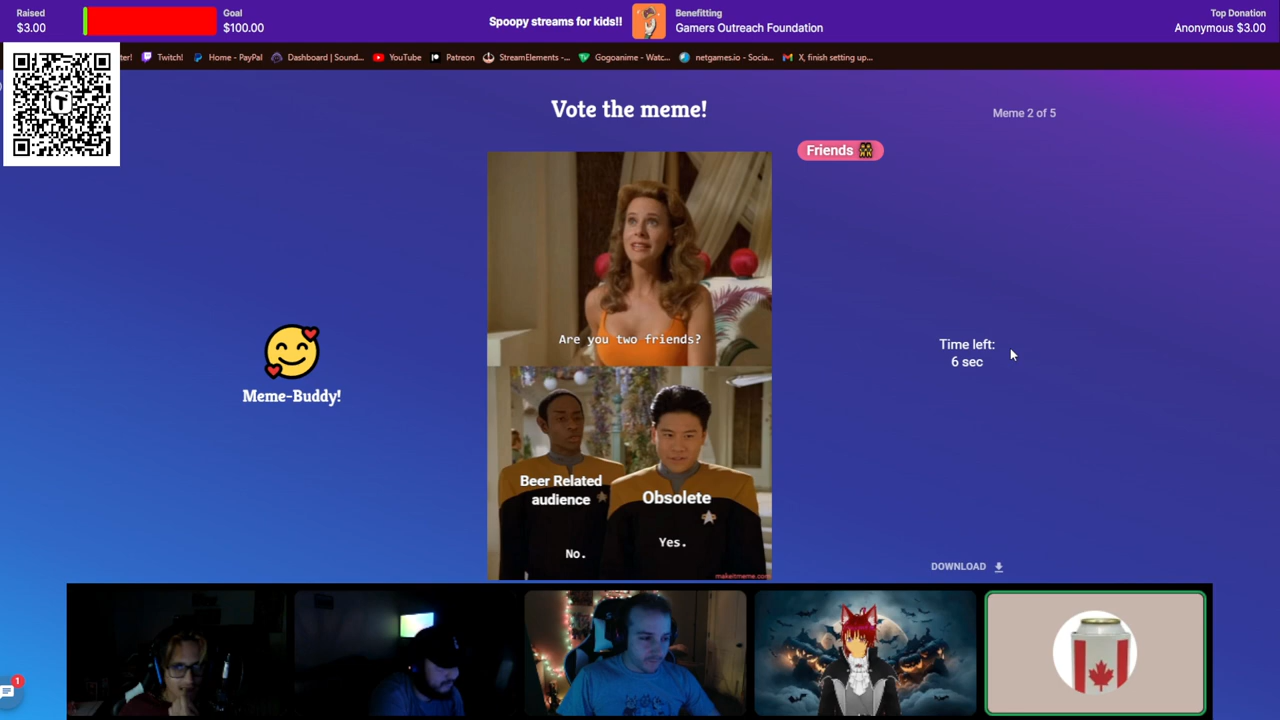 Raised
$3.00
Goal
$100.00
Spoopy streams for kids!!
Benefitting
Gamers Outreach Foundation
Top Donation
Anonymous $3.00
ter!
Twitch!
Home - PayPal
Dashboard | Sound...
YouTube
Patreon
StreamElements -...
Gogoanime - Watc...
netgames.io - Socia...
X, finish setting up...
Vote the meme!
Meme 2 of 5
Friends
Are you two friends?
Meme-Buddy!
Time left:
6 sec
Beer Related
audience
Obsolete
No.
Yes.
makeitmeme.com
DOWNLOAD
1